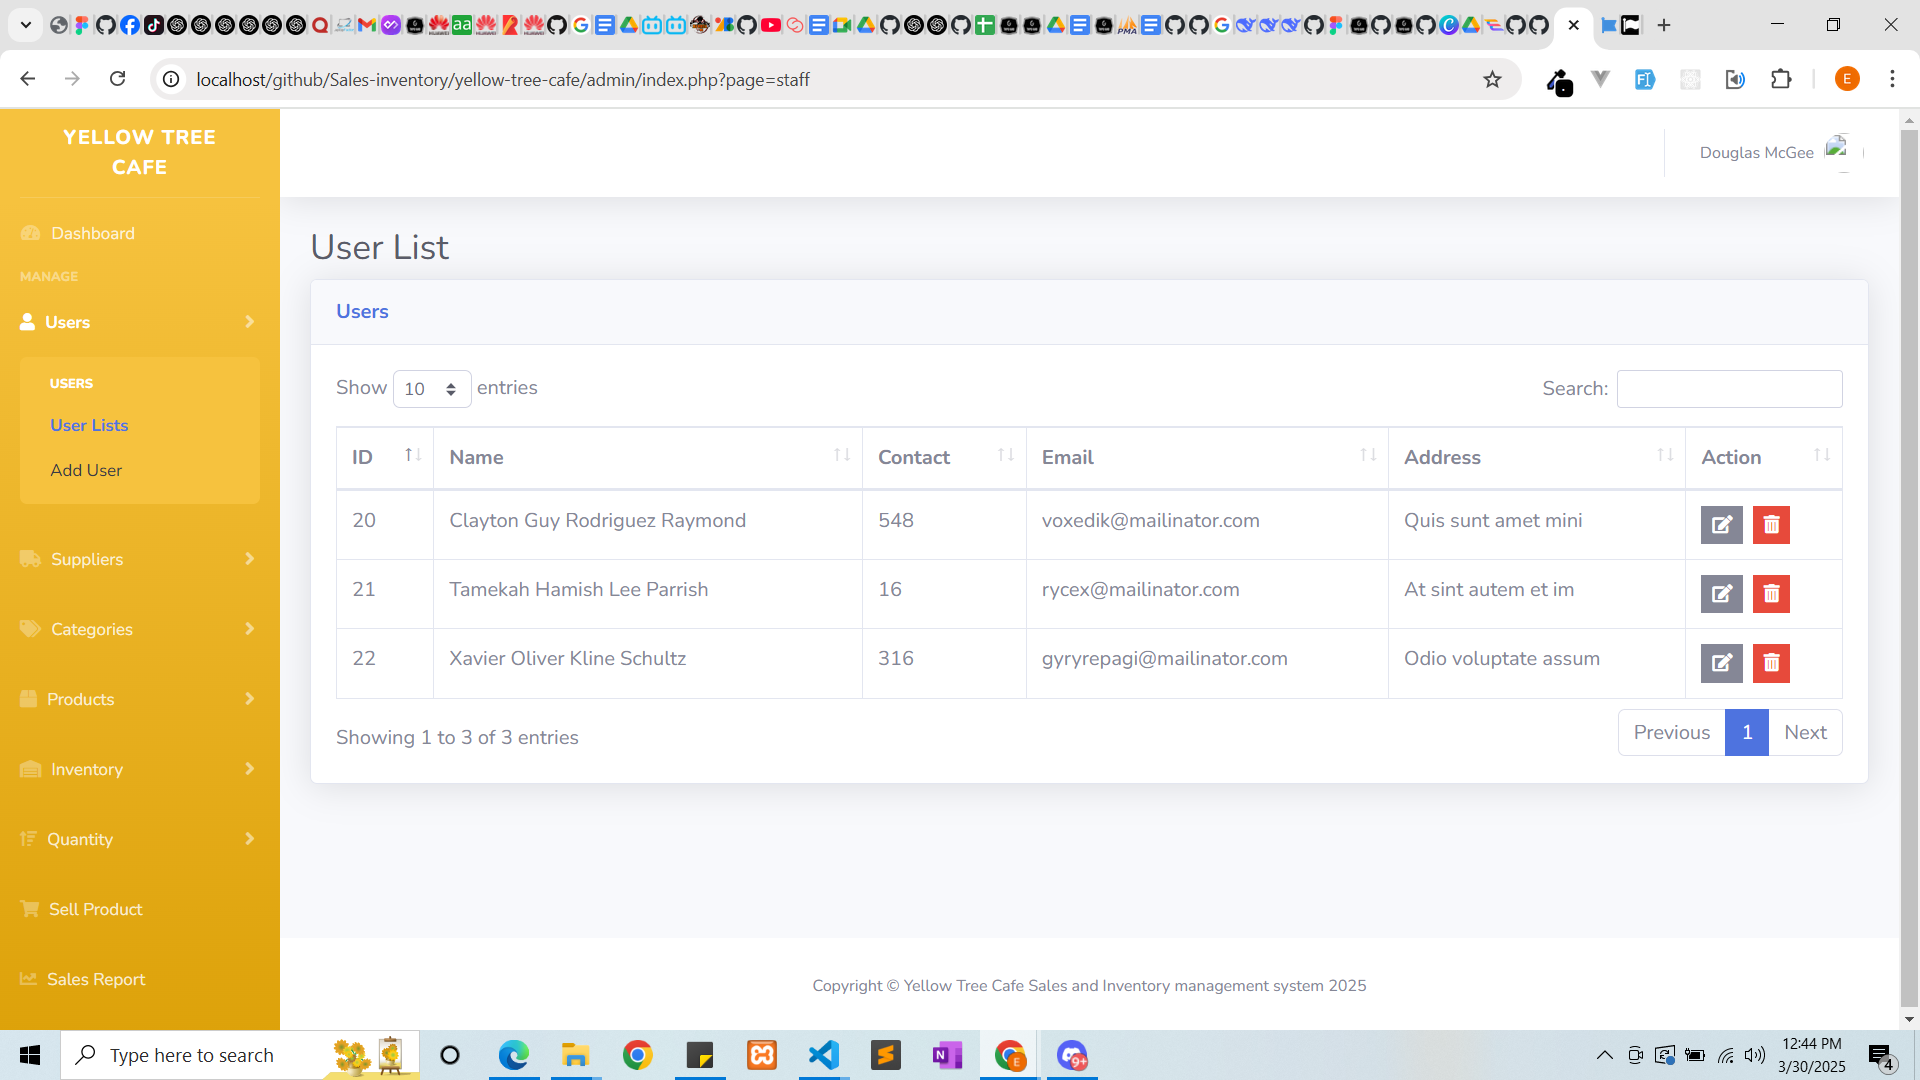 localhost/github/Sales-inventory/yellow-tree-cafe/admin/index.php?page=staff
E
YELLOW TREE
CAFE
Douglas McGee
Dashboard
MANAGE
Users
USERS
User Lists
Add User
Suppliers
Categories
Products
Inventory
Quantity
Sell Product
Sales Report
User List
Users
Show 10 entries
Search:
ID Name Contact Email Address Action
20 Clayton Guy Rodriguez Raymond 548 voxedik@mailinator.com Quis sunt amet mini
21 Tamekah Hamish Lee Parrish 16 rycex@mailinator.com At sint autem et im
22 Xavier Oliver Kline Schultz 316 gyryrepagi@mailinator.com Odio voluptate assum
Showing 1 to 3 of 3 entries
Previous 1 Next
Copyright © Yellow Tree Cafe Sales and Inventory management system 2025
Type here to search
9+
12:44 PM
3/30/2025
4